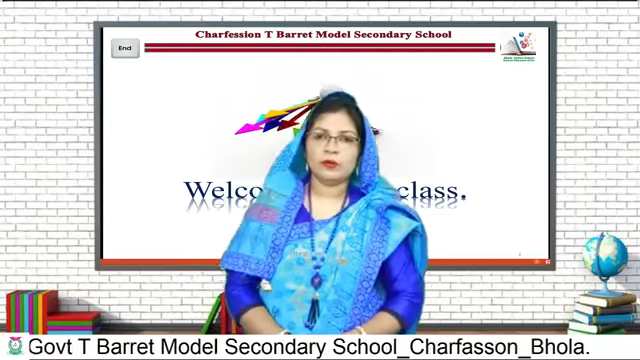 Charfession T Barret Model Secondary School
End
Welco class.
Govt T Barret Model Secondary School_Charfasson_Bhola.